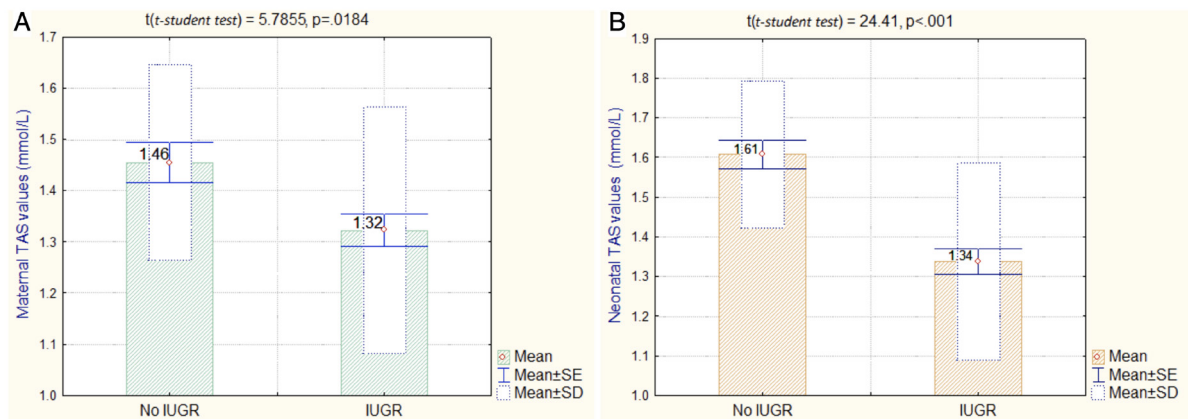 A
t(t-student test) = 5.7855, p=.0184
Maternal TAS values (mmol/L)
1.7
1.6
1.5
1.4
1.3
1.2
1.1
1.0
1.46
1.32
No IUGR
IUGR
Mean
Mean±SE
Mean±SD
B
t(t-student test) = 24.41, p<.001
Neonatal TAS values (mmol/L)
1.9
1.8
1.7
1.6
1.5
1.4
1.3
1.2
1.1
1.0
1.61
1.34
No IUGR
IUGR
Mean
Mean±SE
Mean±SD